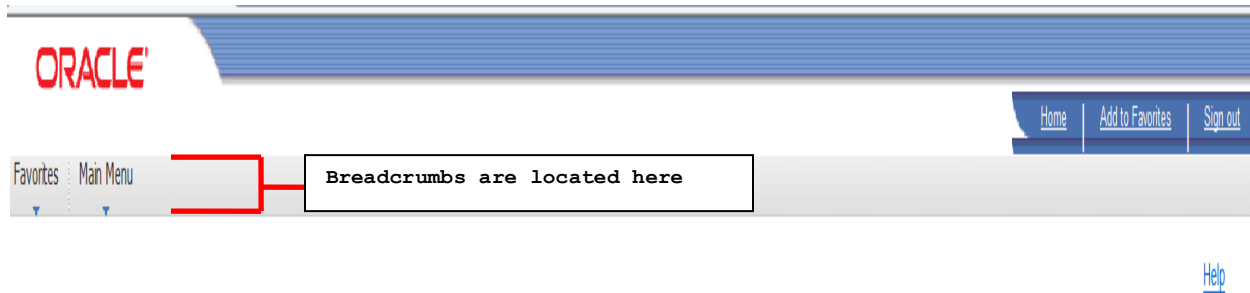 ORACLE
Home Add to Favorites Sign out
Favorites Main Menu
Breadcrumbs are located here
Help